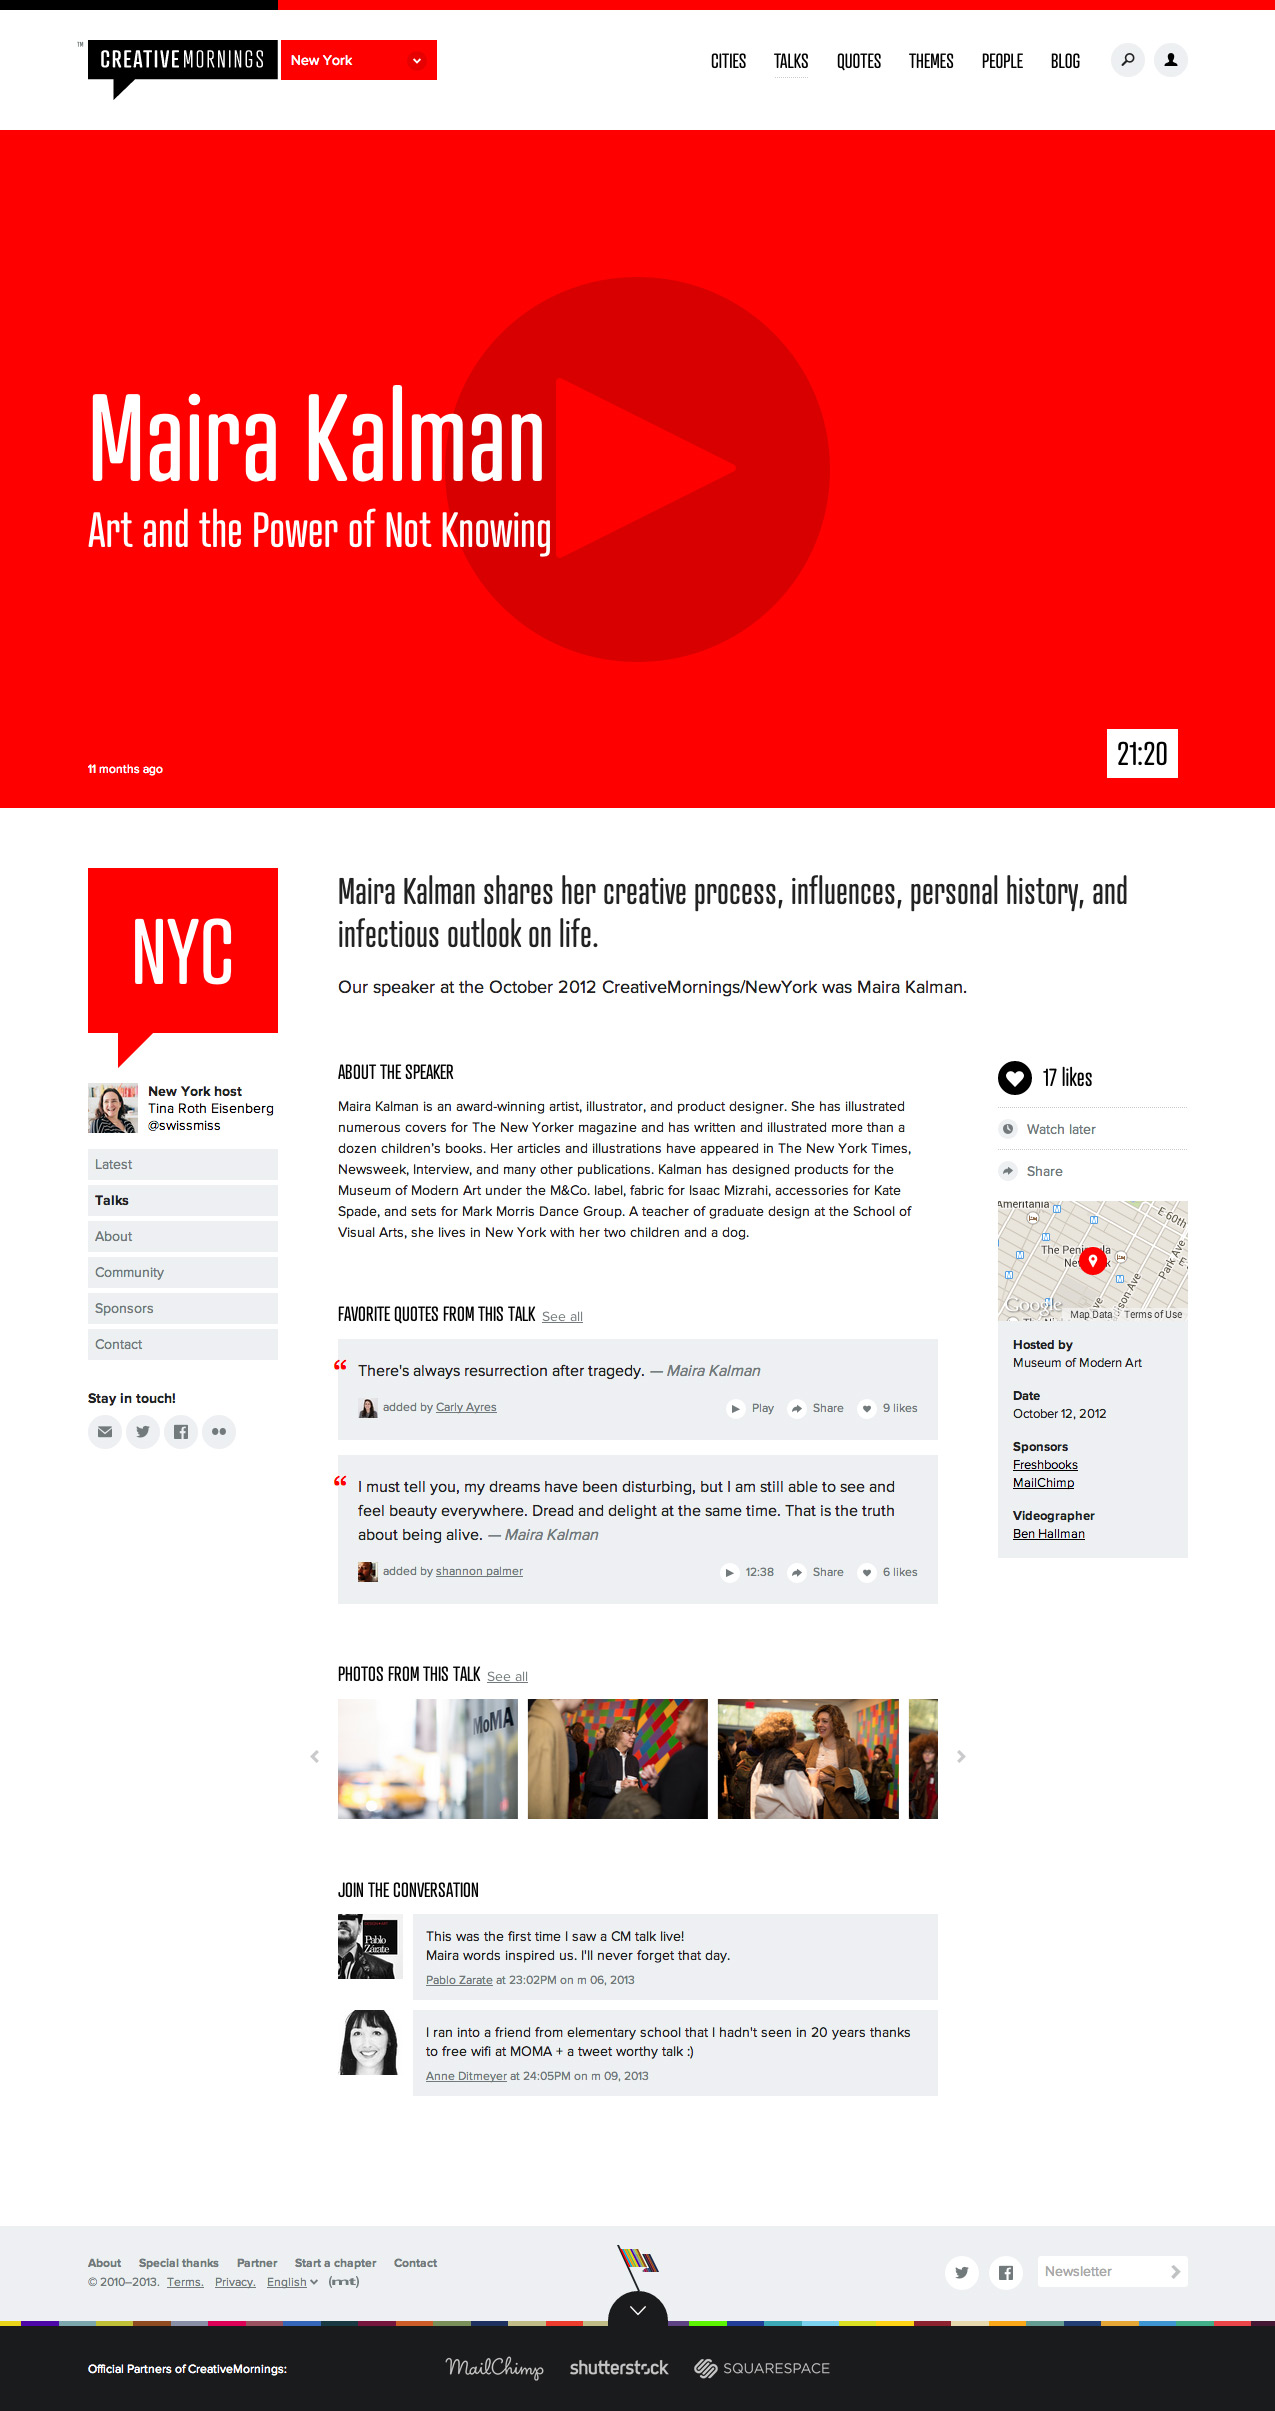 TM
CREATIVEMORNINGS
New York
CITIES
TALKS
QUOTES
THEMES
PEOPLE
BLOG
Maira Kalman
Art and the Power of Not Knowing
11 months ago
21:20
NYC
New York host
Tina Roth Eisenberg
@swissmiss
Latest
Talks
About
Community
Sponsors
Contact
Stay in touch!
Maira Kalman shares her creative process, influences, personal history, and
infectious outlook on life.
Our speaker at the October 2012 CreativeMornings/NewYork was Maira Kalman.
ABOUT THE SPEAKER
Maira Kalman is an award-winning artist, illustrator, and product designer. She has illustrated
numerous covers for The New Yorker magazine and has written and illustrated more than a
dozen children's books. Her articles and illustrations have appeared in The New York Times,
Newsweek, Interview, and many other publications. Kalman has designed products for the
Museum of Modern Art under the M&Co. label, fabric for Isaac Mizrahi, accessories for Kate
Spade, and sets for Mark Morris Dance Group. A teacher of graduate design at the School of
Visual Arts, she lives in New York with her two children and a dog.
FAVORITE QUOTES FROM THIS TALK See all
“ There's always resurrection after tragedy. — Maira Kalman
added by Carly Ayres
Play
Share
9 likes
“ I must tell you, my dreams have been disturbing, but I am still able to see and
feel beauty everywhere. Dread and delight at the same time. That is the truth
about being alive. — Maira Kalman
added by shannon palmer
12:38
Share
6 likes
PHOTOS FROM THIS TALK See all
MoMA
JOIN THE CONVERSATION
Pablo
Zárate
This was the first time I saw a CM talk live!
Maira words inspired us. I'll never forget that day.
Pablo Zarate at 23:02PM on m 06, 2013
I ran into a friend from elementary school that I hadn't seen in 20 years thanks
to free wifi at MOMA + a tweet worthy talk :)
Anne Ditmeyer at 24:05PM on m 09, 2013
17 likes
Watch later
Share
Ameritania
E 60th
The Peninsula
Park Ave
Google
Map Data
Terms of Use
Hosted by
Museum of Modern Art
Date
October 12, 2012
Sponsors
Freshbooks
MailChimp
Videographer
Ben Hallman
About
Special thanks
Partner
Start a chapter
Contact
© 2010–2013. Terms. Privacy. English (mt)
Newsletter
Official Partners of CreativeMornings:
MailChimp
shutterstock
SQUARESPACE